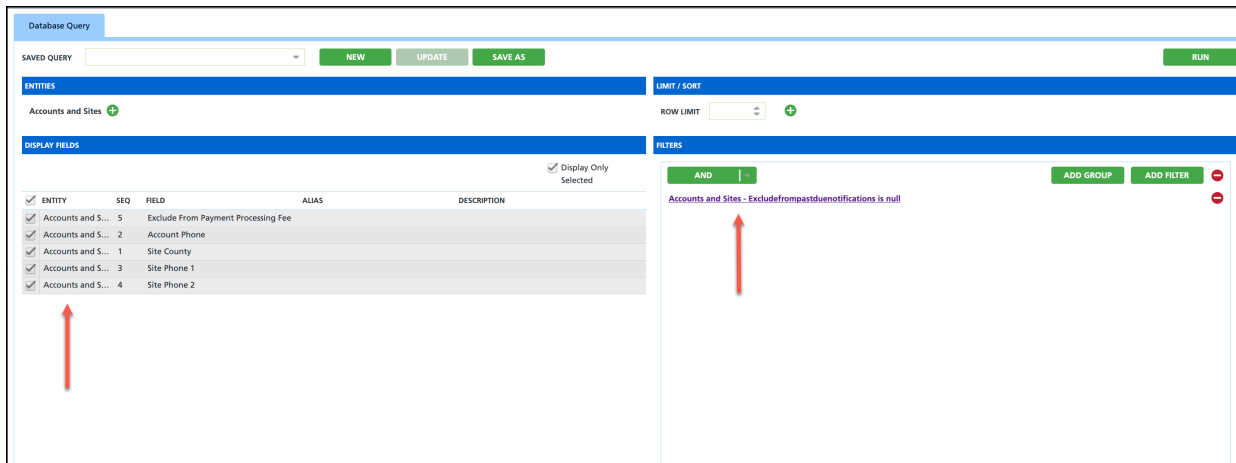 Database Query
SAVED QUERY NEW UPDATE SAVE AS RUN
ENTITIES
Accounts and Sites
LIMIT / SORT
ROW LIMIT
DISPLAY FIELDS
Display Only
Selected
ENTITY SEQ FIELD ALIAS DESCRIPTION
Accounts and S... 5 Exclude From Payment Processing Fee
Accounts and S... 2 Account Phone
Accounts and S... 1 Site County
Accounts and S... 3 Site Phone 1
Accounts and S... 4 Site Phone 2
FILTERS
AND ADD GROUP ADD FILTER
Accounts and Sites - Excludefrompastduenotifications is null